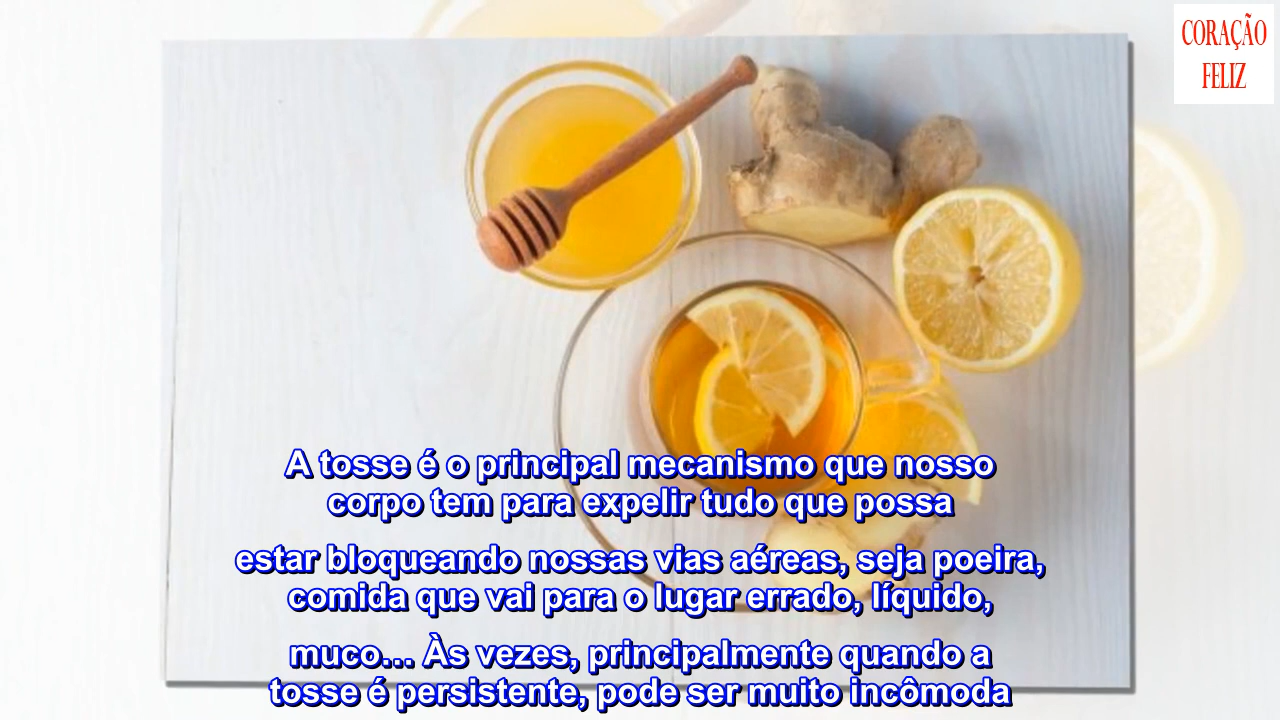 CORAÇÃO
FELIZ
A tosse é o principal mecanismo que nosso
corpo tem para expelir tudo que possa
estar bloqueando nossas vias aéreas, seja poeira,
comida que vai para o lugar errado, líquido,
muco... Às vezes, principalmente quando a
tosse é persistente, pode ser muito incômoda